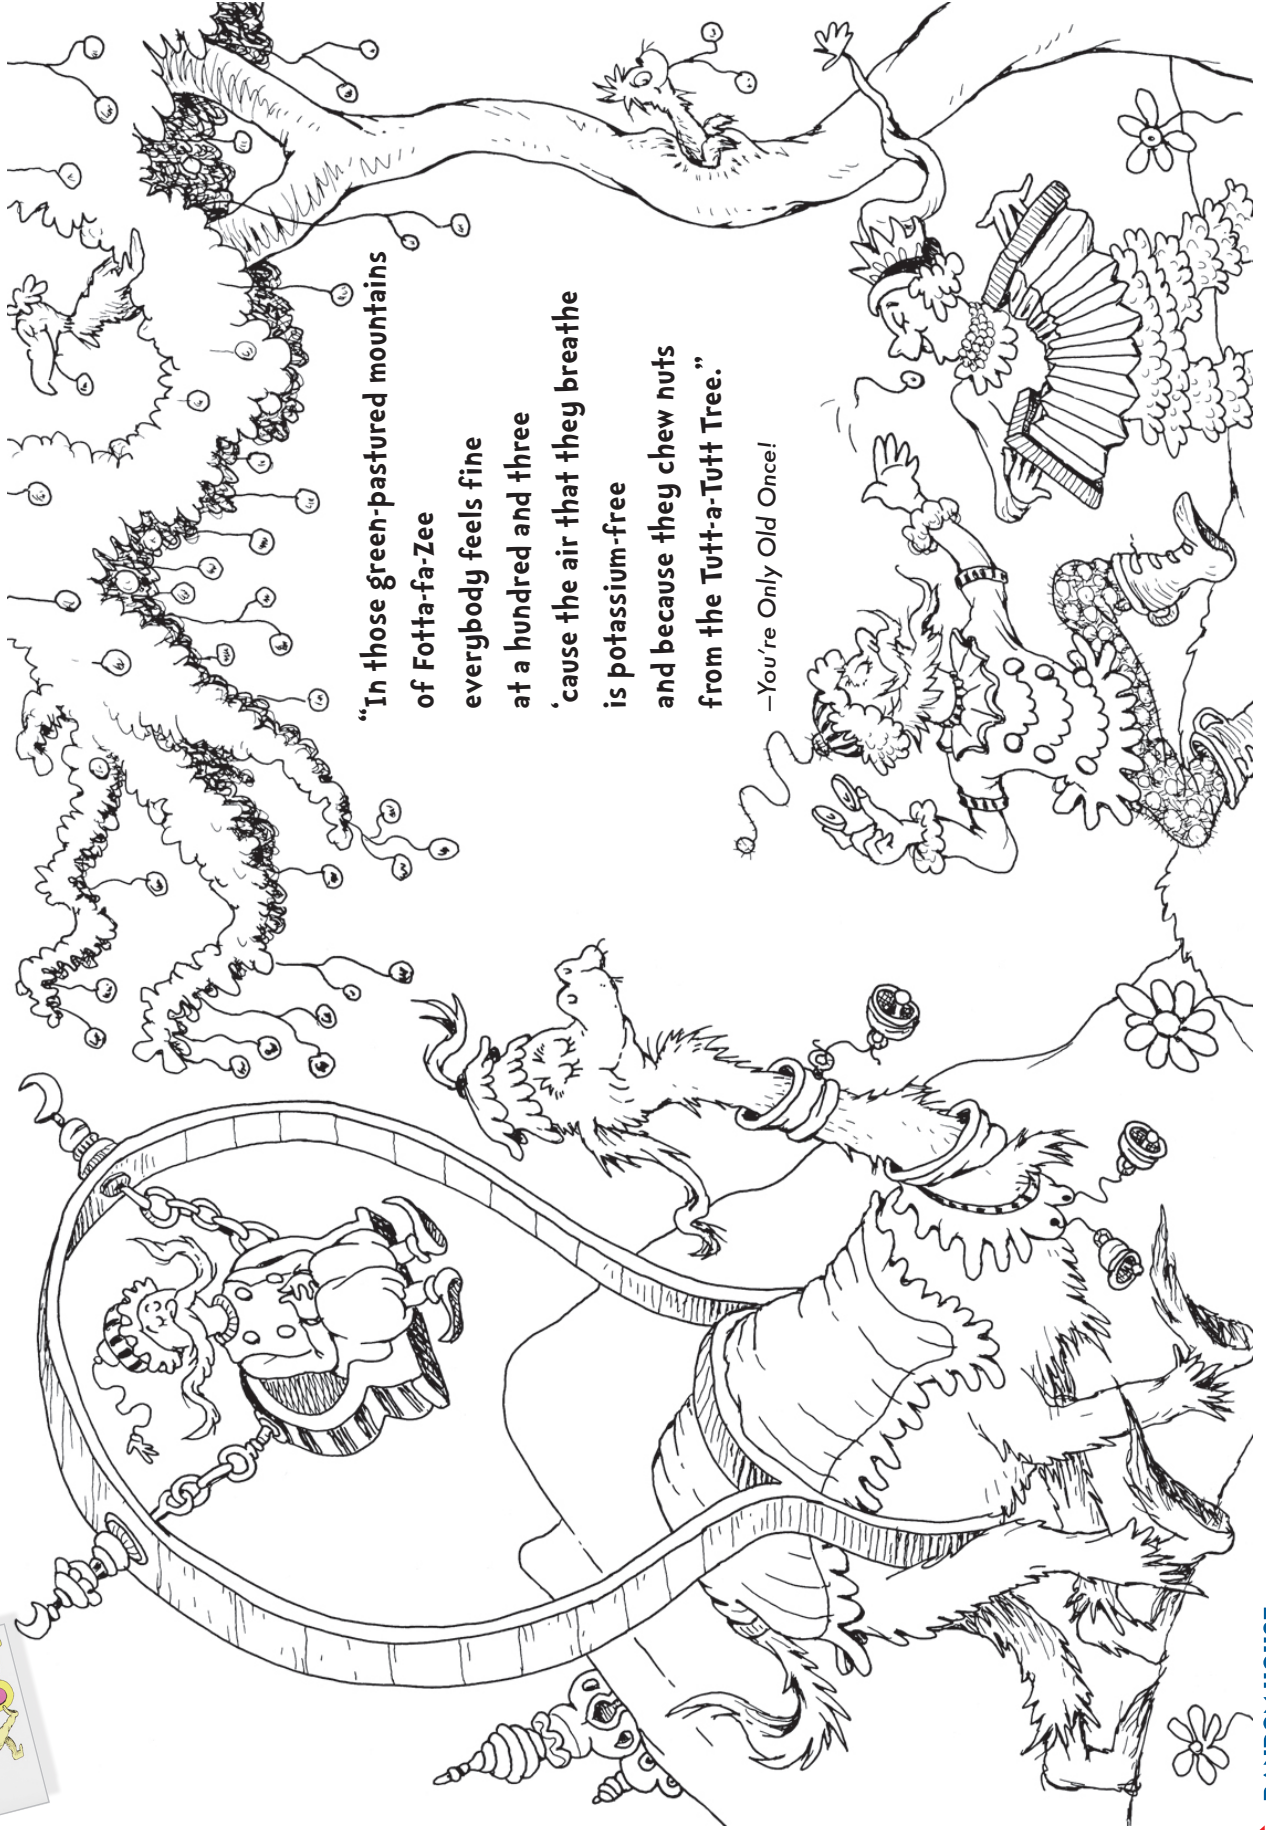 “In those green-pastured mountains
of Fotta-fa-Zee
everybody feels fine
at a hundred and three
‘cause the air that they breathe
is potassium-free
and because they chew nuts
from the Tutt-a-Tutt Tree.”
–You’re Only Old Once!